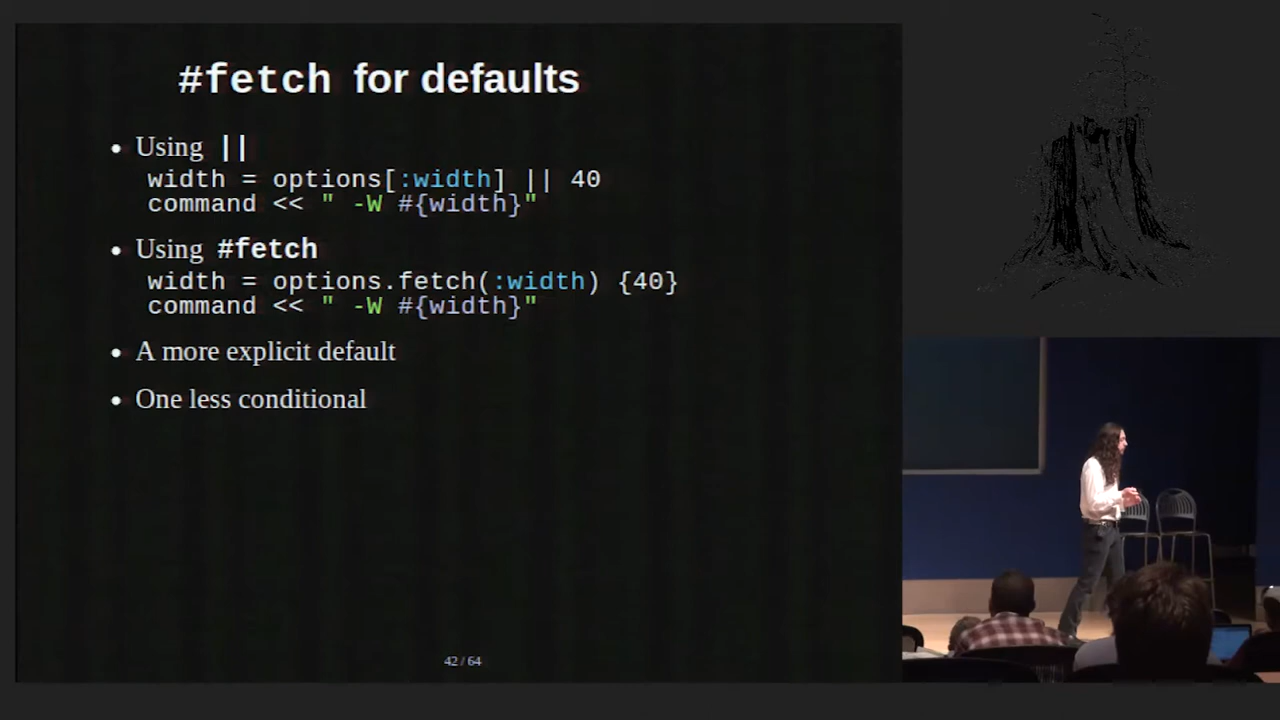 #fetch for defaults
• Using ||
width = options[:width] || 40
command << " -W #{width}"
• Using #fetch
width = options.fetch(:width) {40}
command << " -W #{width}"
• A more explicit default
• One less conditional
42 / 64